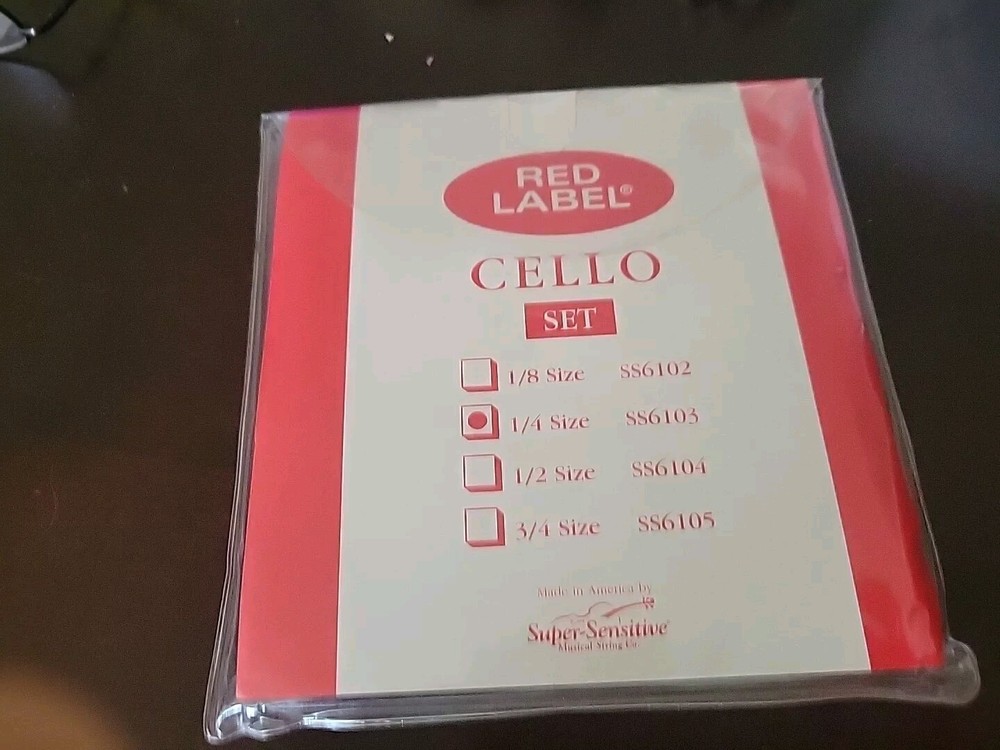 RED
LABEL®
CELLO
SET
1/8 Size SS6102
1/4 Size SS6103
1/2 Size SS6104
3/4 Size SS6105
Made in America by
Super-Sensitive
Musical String Co.